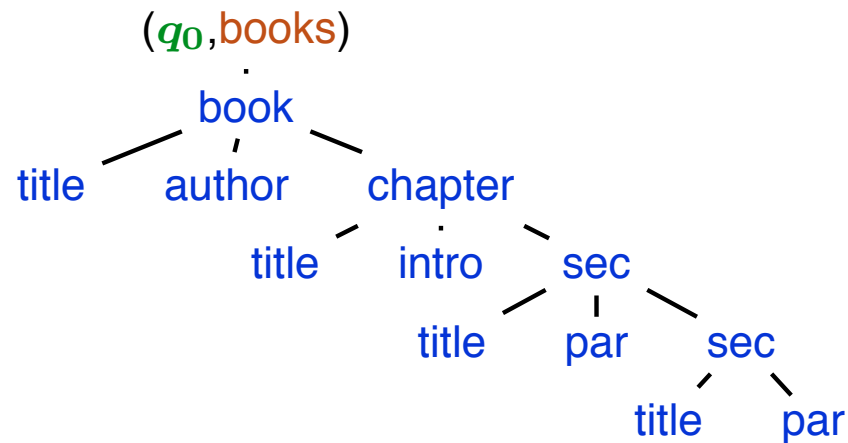 (q₀,books)
book
title author chapter
title intro sec
title par sec
title par